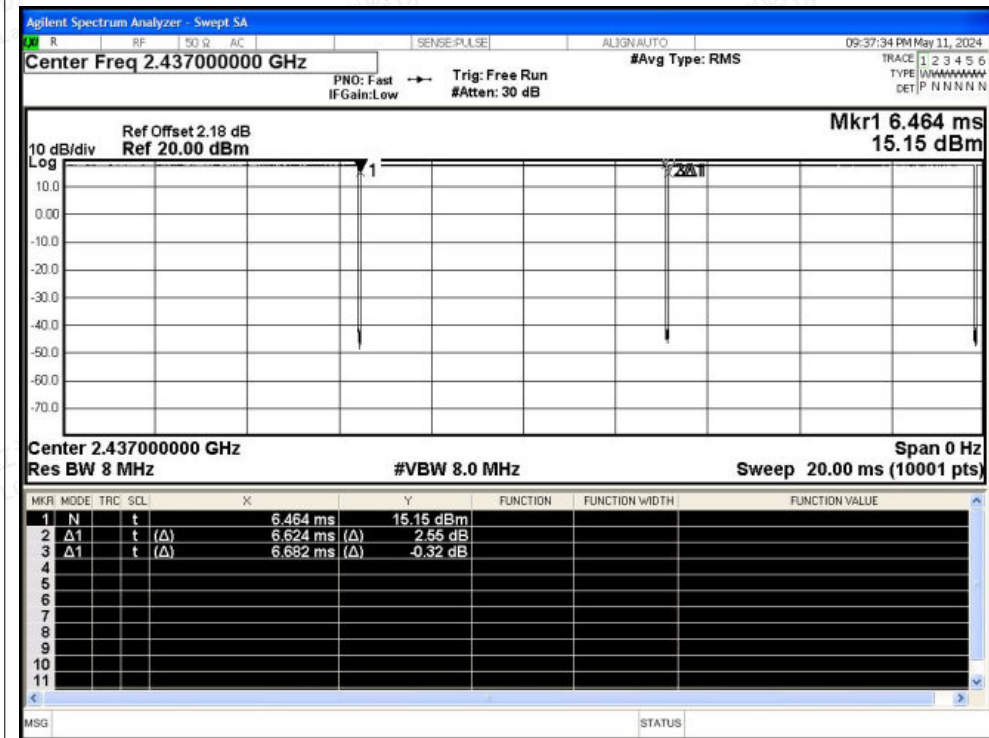 Agilent Spectrum Analyzer - Swept SA
LXI R RF 50 Ω AC SENSE:PULSE ALIGN AUTO 09:37:34 PM May 11, 2024
Center Freq 2.437000000 GHz #Avg Type: RMS TRACE 1 2 3 4 5 6
PNO: Fast Trig: Free Run TYPE WWWWWW
IFGain:Low #Atten: 30 dB DET P N N N N N
Mkr1 6.464 ms
Ref Offset 2.18 dB
10 dB/div Ref 20.00 dBm 15.15 dBm
Log
1 2Δ1
10.0
0.00
-10.0
-20.0
-30.0
-40.0
-50.0
-60.0
-70.0
Center 2.437000000 GHz Span 0 Hz
Res BW 8 MHz #VBW 8.0 MHz Sweep 20.00 ms (10001 pts)
MKR MODE TRC SCL X Y FUNCTION FUNCTION WIDTH FUNCTION VALUE
1 N t 6.464 ms 15.15 dBm
2 Δ1 t (Δ) 6.624 ms (Δ) 2.55 dB
3 Δ1 t (Δ) 6.682 ms (Δ) -0.32 dB
4
5
6
7
8
9
10
11
MSG STATUS